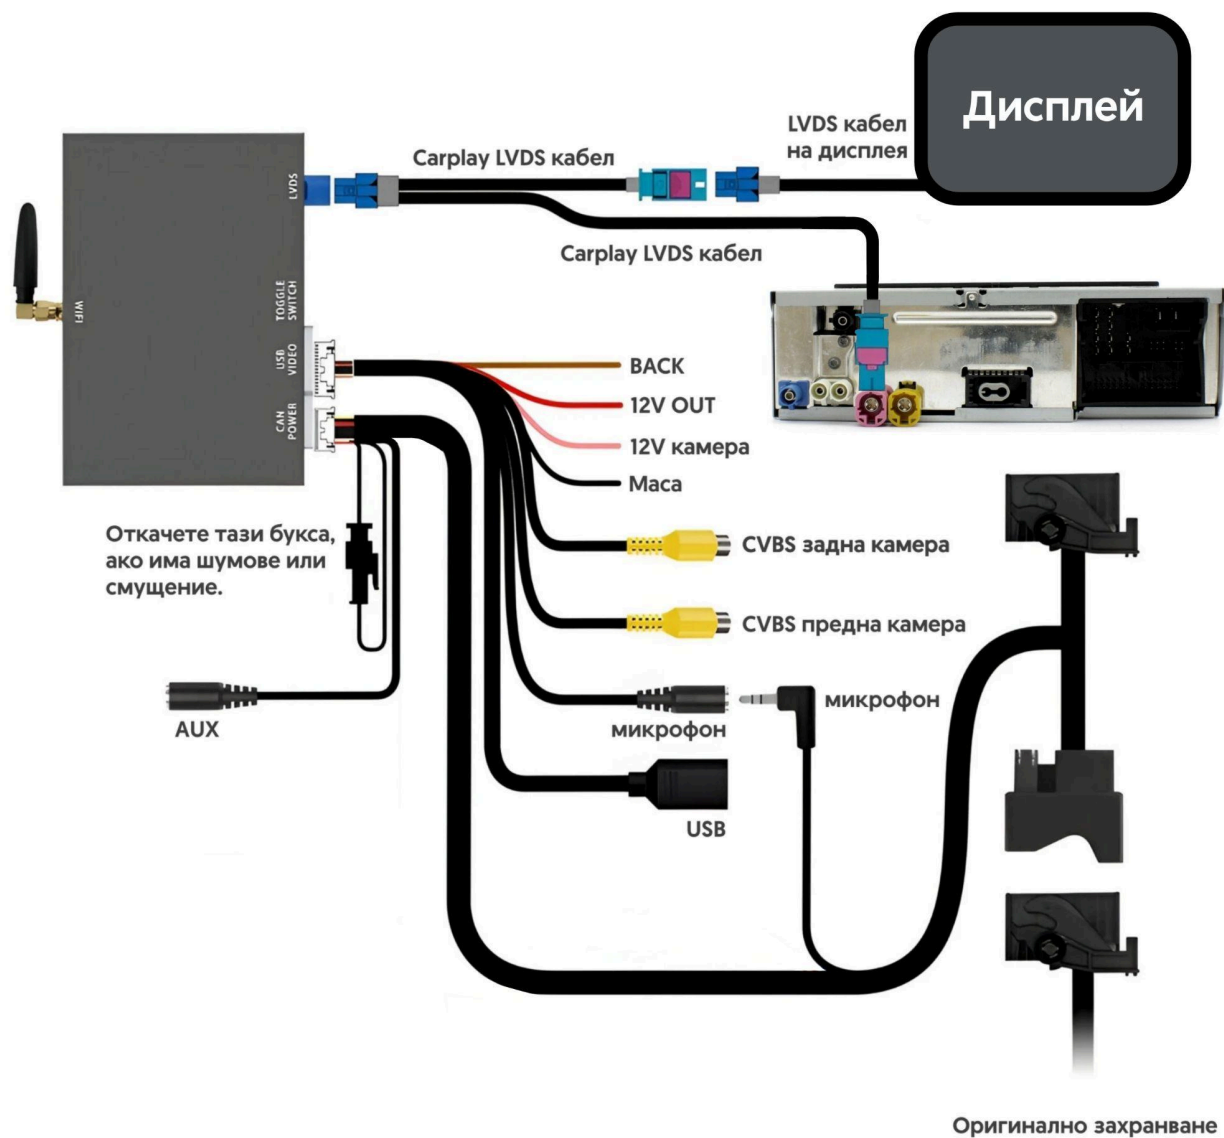 Дисплей
LVDS кабел
на дисплея
Carplay LVDS кабел
LVDS
Carplay LVDS кабел
TOGGLE
SWITCH
WIFI
USB
VIDEO
BACK
12V OUT
CAN
POWER
12V камера
Маса
Откачете тази букса,
ако има шумове или
смущение.
CVBS задна камера
CVBS предна камера
AUX
микрофон
микрофон
USB
Оригинално захранване